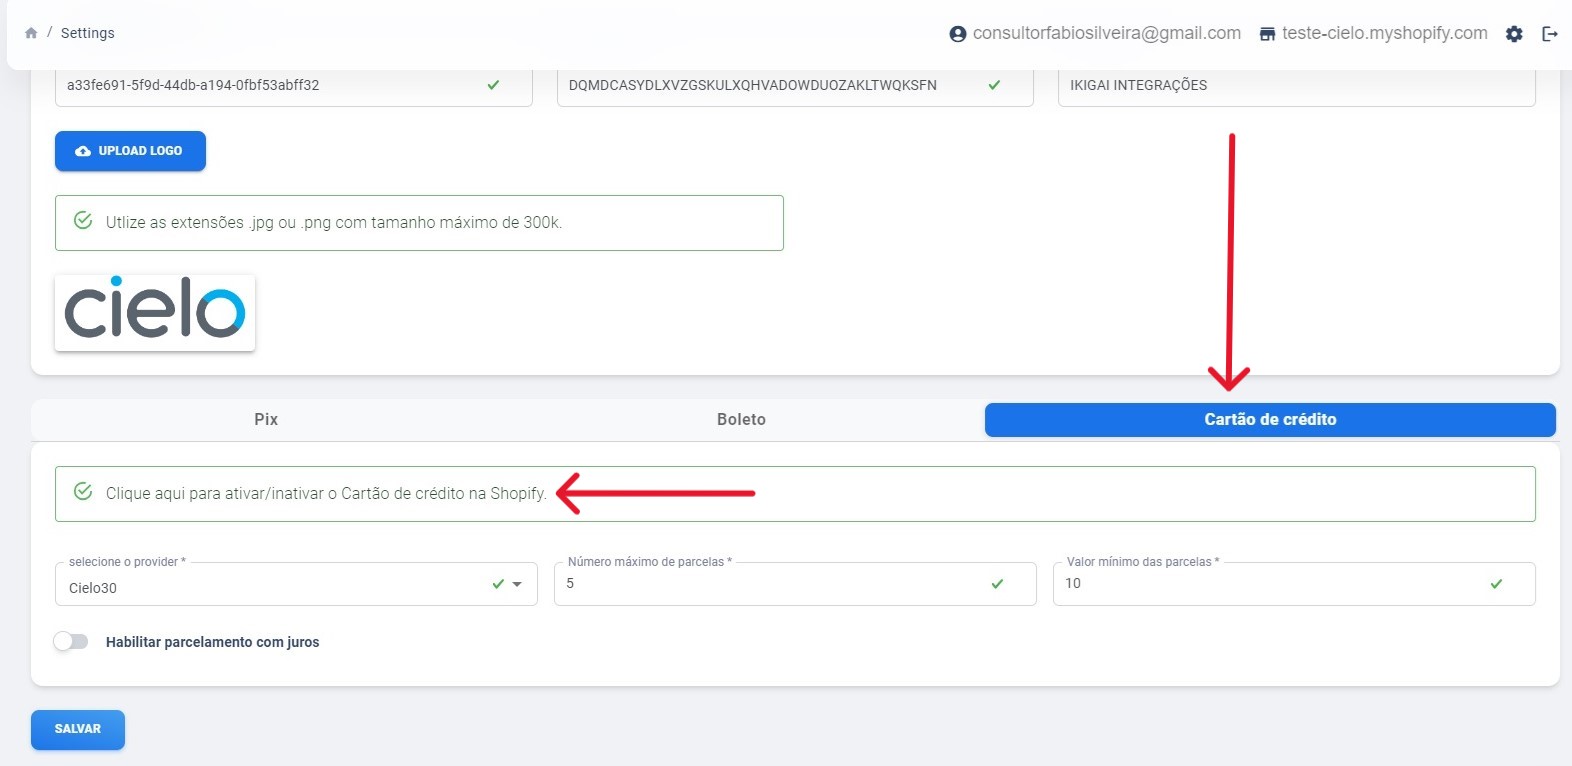 / Settings
consultorfabiosilveira@gmail.com
teste-cielo.myshopify.com
a33fe691-5f9d-44db-a194-0fbf53abff32
DQMDCASYDLXVZGSKULXQHVADOWDUOZAKLTWQKSFN
IKIGAI INTEGRAÇÕES
UPLOAD LOGO
Utlize as extensões .jpg ou .png com tamanho máximo de 300k.
cielo
Pix
Boleto
Cartão de crédito
Clique aqui para ativar/inativar o Cartão de crédito na Shopify.
selecione o provider *
Cielo30
Número máximo de parcelas *
5
Valor mínimo das parcelas *
10
Habilitar parcelamento com juros
SALVAR